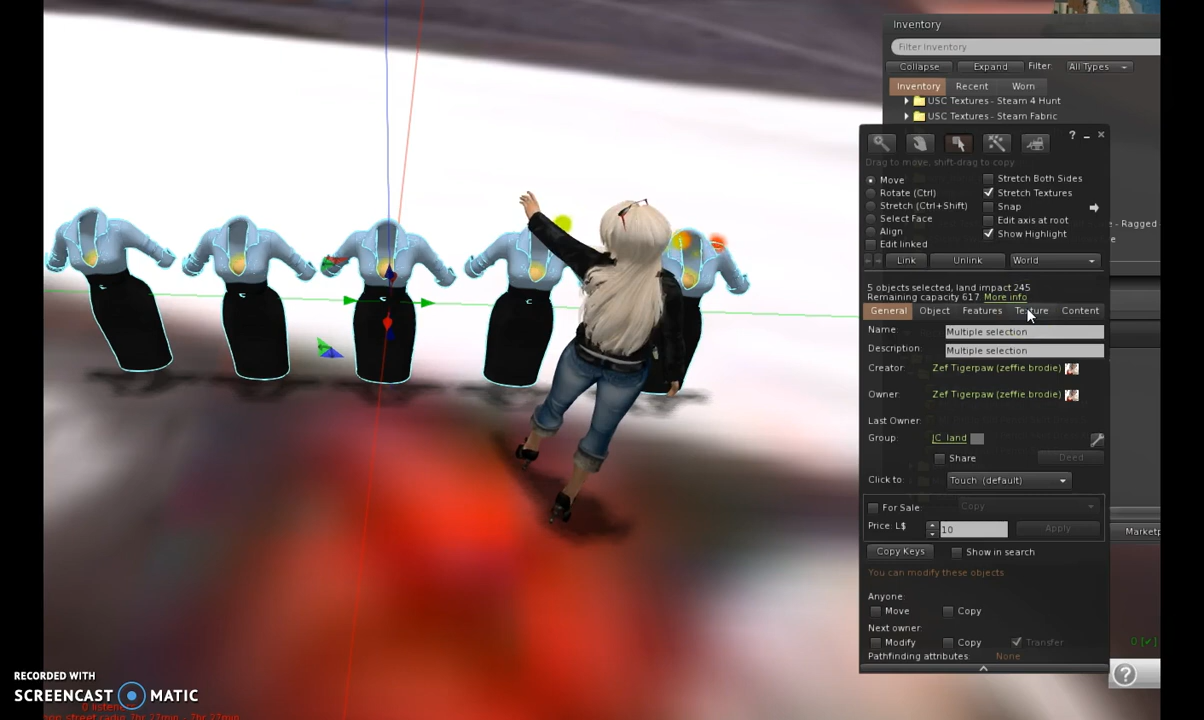 Inventory
Filter Inventory
Collapse Expand Filter: All Types
Inventory Recent Worn
USC Textures - Steam 4 Hunt
USC Textures - Steam Fabric
? _ ×
Drag to move, shift-drag to copy
Move Stretch Both Sides
Rotate (Ctrl) Stretch Textures
Stretch (Ctrl+Shift) Snap
- Ragged
Select Face Edit axis at root
Align Show Highlight
Edit linked
Link Unlink World
5 objects selected, land impact 245
Remaining capacity 617 More info
General Object Features Texture Content
Name Multiple selection
Description: Multiple selection
Creator: Zef Tigerpaw (zeffie brodie)
Owner: Zef Tigerpaw (zeffie brodie)
Last Owner:
Group: JC land
Share Deed
Click to: Touch (default)
For Sale Copy
Price: L$ 10 Apply
Marketp
Copy Keys Show in search
You can modify these objects
Anyone:
Move Copy
Next owner:
Modify Copy Transfer
0 [✔]
Pathfinding attributes: None
?
RECORDED WITH
SCREENCAST MATIC